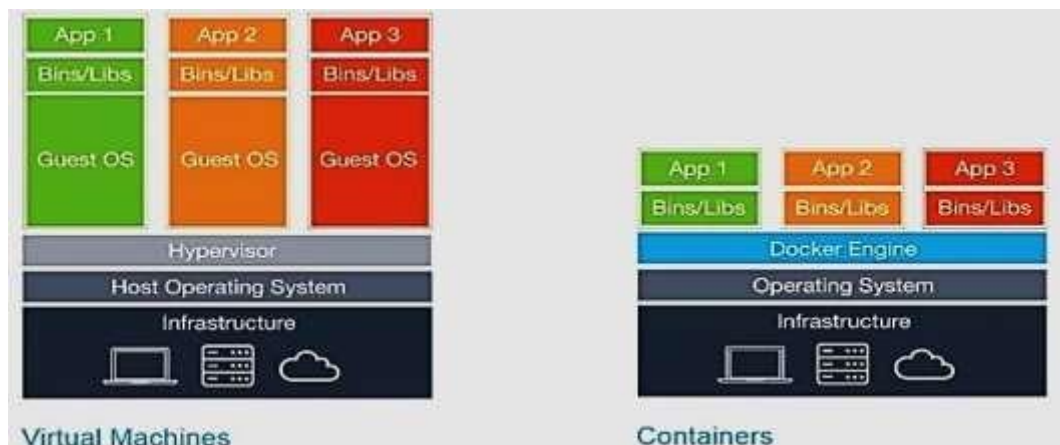 App 1 App 2 App 3
Bins/Libs Bins/Libs Bins/Libs
Guest OS Guest OS Guest OS
Hypervisor
Host Operating System
Infrastructure
Virtual Machines
App 1 App 2 App 3
Bins/Libs Bins/Libs Bins/Libs
Docker Engine
Operating System
Infrastructure
Containers